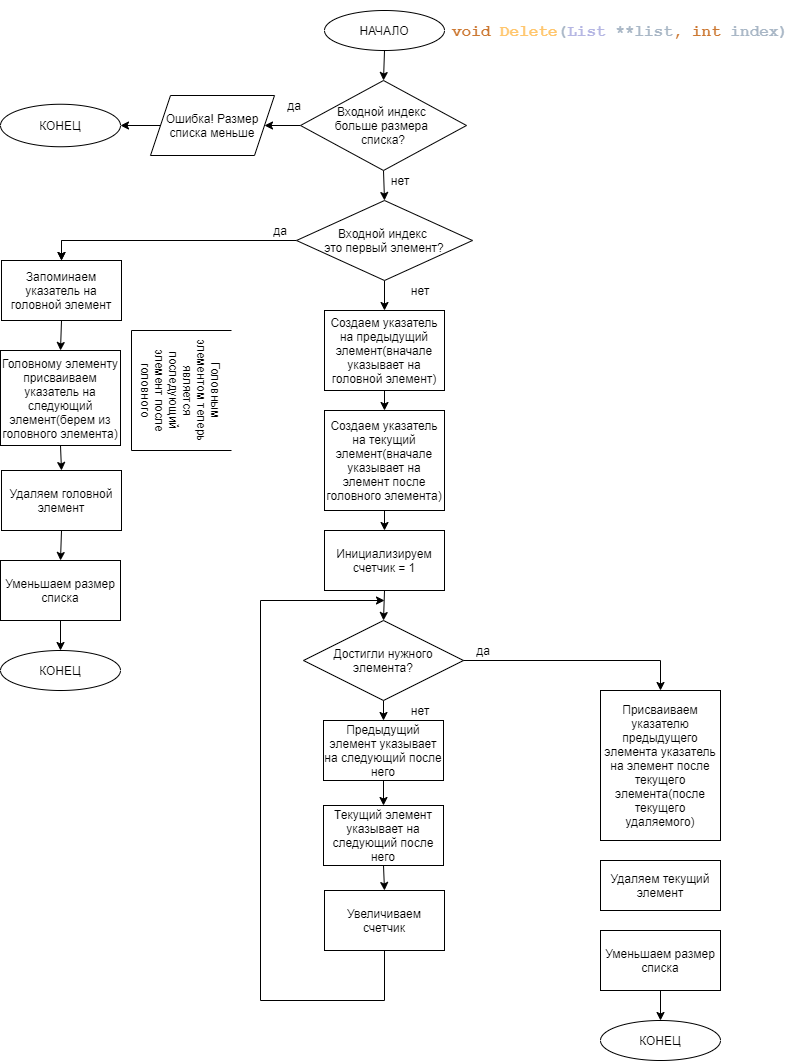 НАЧАЛО
void Delete(List **list, int index)
Входной индекс
больше размера
списка?
да
Ошибка! Размер
списка меньше
КОНЕЦ
нет
Входной индекс
это первый элемент?
да
Запоминаем
указатель на
головной элемент
Головному элементу
присваиваем
указатель на
следующий
элемент(берем из
головного элемента)
Головным
элементом теперь
является
последующий
элемент после
головного
Удаляем головной
элемент
Уменьшаем размер
списка
КОНЕЦ
нет
Создаем указатель
на предыдущий
элемент(вначале
указывает на
головной элемент)
Создаем указатель
на текущий
элемент(вначале
указывает на
элемент после
головного элемента)
Инициализируем
счетчик = 1
Достигли нужного
элемента?
нет
Предыдущий
элемент указывает
на следующий после
него
Текущий элемент
указывает на
следующий после
него
Увеличиваем
счетчик
да
Присваиваем
указателю
предыдущего
элемента указатель
на элемент после
текущего
элемента(после
текущего
удаляемого)
Удаляем текущий
элемент
Уменьшаем размер
списка
КОНЕЦ